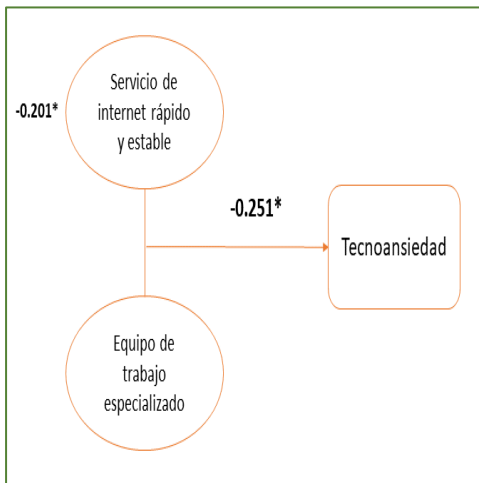 Servicio de
-0.201*
internet rápido
y estable
-0.251*
Tecnoansiedad
Equipo de
trabajo
especializado